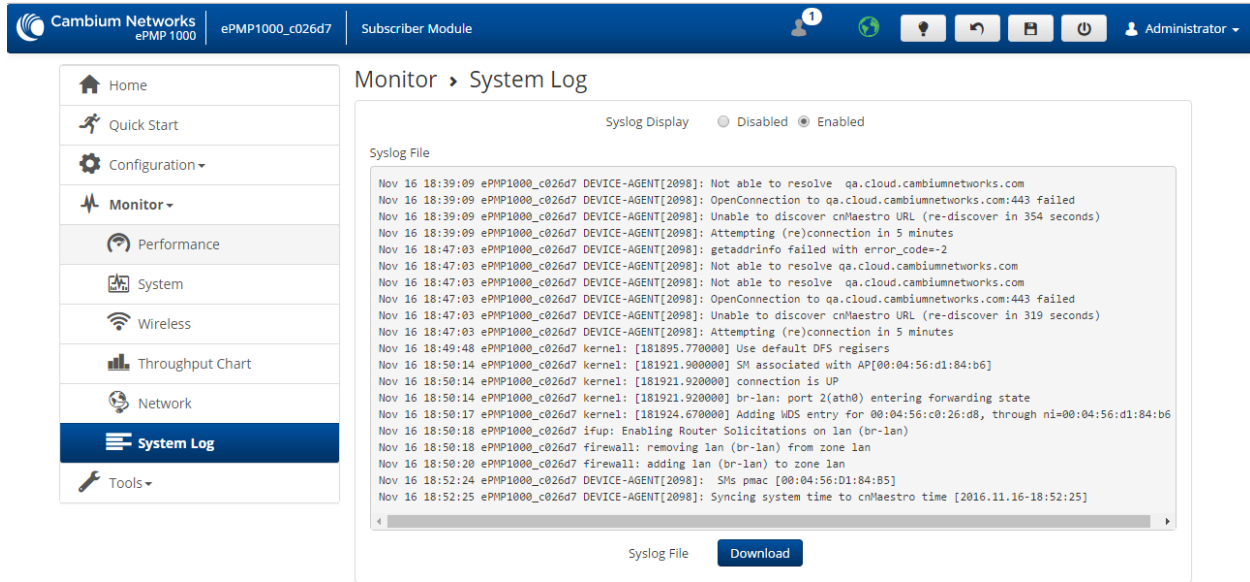 Cambium Networks
ePMP 1000
ePMP1000_c026d7
Subscriber Module
1
Administrator
Home
Quick Start
Configuration
Monitor
Performance
System
Wireless
Throughput Chart
Network
System Log
Tools
Monitor > System Log
Syslog Display Disabled Enabled
Syslog File
Nov 16 18:39:09 ePMP1000_c026d7 DEVICE-AGENT[2098]: Not able to resolve qa.cloud.cambiumnetworks.com
Nov 16 18:39:09 ePMP1000_c026d7 DEVICE-AGENT[2098]: OpenConnection to qa.cloud.cambiumnetworks.com:443 failed
Nov 16 18:39:09 ePMP1000_c026d7 DEVICE-AGENT[2098]: Unable to discover cnMaestro URL (re-discover in 354 seconds)
Nov 16 18:39:09 ePMP1000_c026d7 DEVICE-AGENT[2098]: Attempting (re)connection in 5 minutes
Nov 16 18:47:03 ePMP1000_c026d7 DEVICE-AGENT[2098]: getaddrinfo failed with error_code=-2
Nov 16 18:47:03 ePMP1000_c026d7 DEVICE-AGENT[2098]: Not able to resolve qa.cloud.cambiumnetworks.com
Nov 16 18:47:03 ePMP1000_c026d7 DEVICE-AGENT[2098]: Not able to resolve qa.cloud.cambiumnetworks.com
Nov 16 18:47:03 ePMP1000_c026d7 DEVICE-AGENT[2098]: OpenConnection to qa.cloud.cambiumnetworks.com:443 failed
Nov 16 18:47:03 ePMP1000_c026d7 DEVICE-AGENT[2098]: Unable to discover cnMaestro URL (re-discover in 319 seconds)
Nov 16 18:47:03 ePMP1000_c026d7 DEVICE-AGENT[2098]: Attempting (re)connection in 5 minutes
Nov 16 18:49:48 ePMP1000_c026d7 kernel: [181895.770000] Use default DFS regisers
Nov 16 18:50:14 ePMP1000_c026d7 kernel: [181921.900000] SM associated with AP[00:04:56:d1:84:b6]
Nov 16 18:50:14 ePMP1000_c026d7 kernel: [181921.920000] connection is UP
Nov 16 18:50:14 ePMP1000_c026d7 kernel: [181921.920000] br-lan: port 2(ath0) entering forwarding state
Nov 16 18:50:17 ePMP1000_c026d7 kernel: [181924.670000] Adding WDS entry for 00:04:56:c0:26:d8, through ni=00:04:56:d1:84:b6
Nov 16 18:50:18 ePMP1000_c026d7 ifup: Enabling Router Solicitations on lan (br-lan)
Nov 16 18:50:18 ePMP1000_c026d7 firewall: removing lan (br-lan) from zone lan
Nov 16 18:50:20 ePMP1000_c026d7 firewall: adding lan (br-lan) to zone lan
Nov 16 18:52:24 ePMP1000_c026d7 DEVICE-AGENT[2098]: SMs pmac [00:04:56:D1:84:B5]
Nov 16 18:52:25 ePMP1000_c026d7 DEVICE-AGENT[2098]: Syncing system time to cnMaestro time [2016.11.16-18:52:25]
Syslog File Download